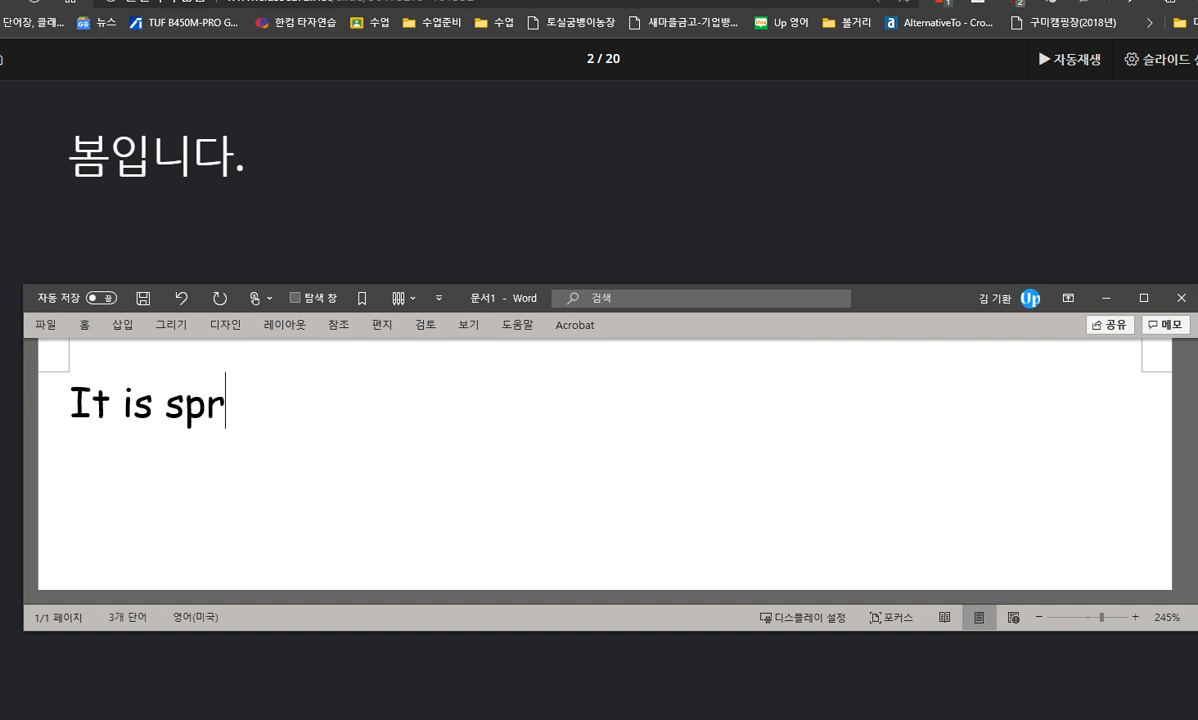 단어장, 클래... 뉴스 TUF B450M-PRO G... 한컴 타자연습 수업 수업준비 수업 토실굼벵이농장 새마을금고-기업뱅... Up 영어 볼거리 AlternativeTo - Cro... 구미캠핑장(2018년)
2 / 20 자동재생 슬라이드
봄입니다.
자동 저장 끔 탐색 창 문서1 - Word 검색 김 기환 Up
파일 홈 삽입 그리기 디자인 레이아웃 참조 편지 검토 보기 도움말 Acrobat 공유 메모
It is spr
1/1 페이지 3개 단어 영어(미국) 디스플레이 설정 포커스 245%